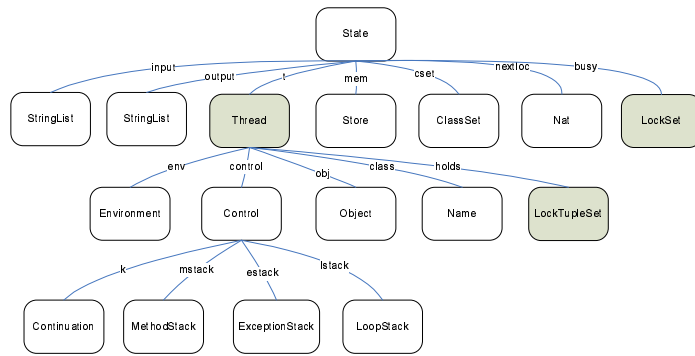 State
input
output
t
mem
cset
nextloc
busy
StringList
StringList
Thread
Store
ClassSet
Nat
LockSet
env
control
obj
class
holds
Environment
Control
Object
Name
LockTupleSet
k
mstack
estack
lstack
Continuation
MethodStack
ExceptionStack
LoopStack